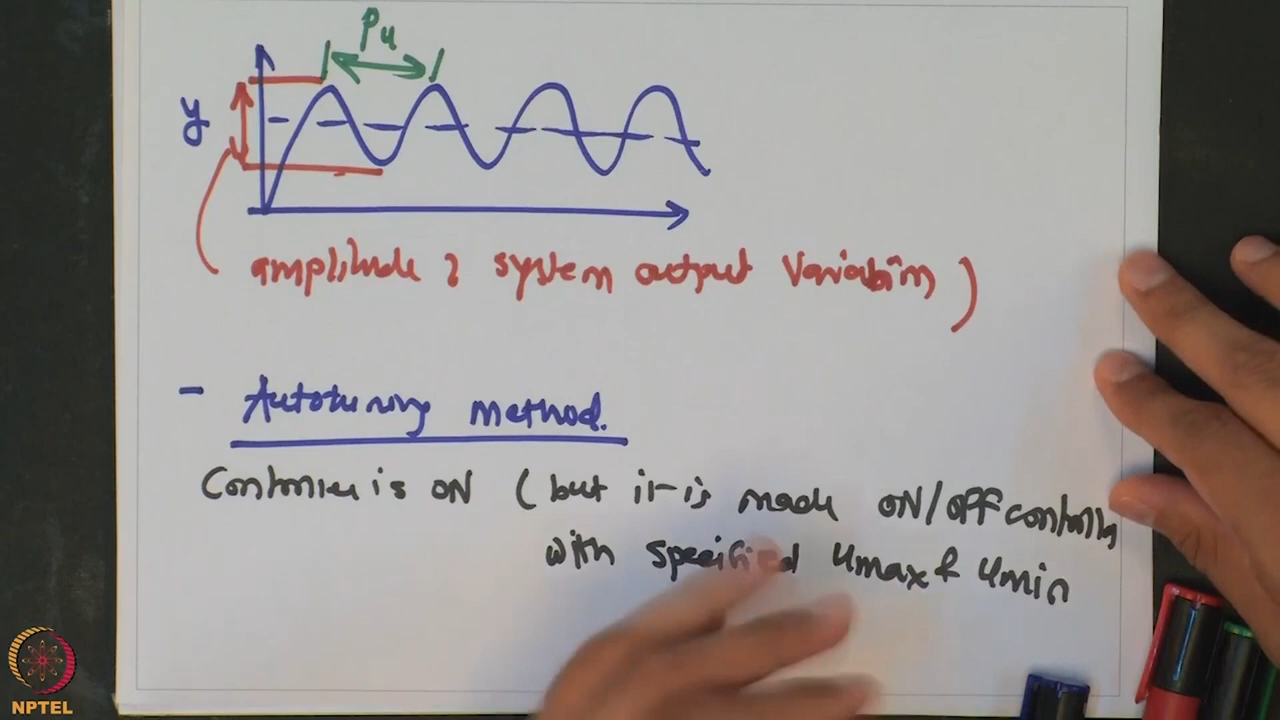 Pu
y
amplitude ? system output variation )
- Autotuning method.
Controller is ON ( but it is made ON/OFF controlla
with specified umax & umin
NPTEL